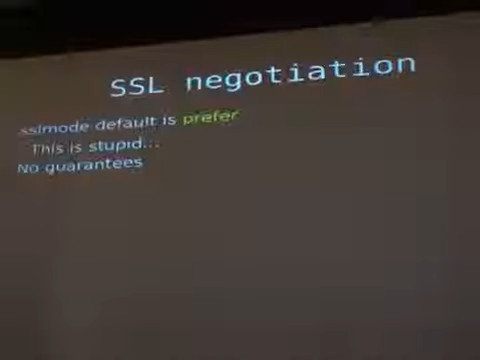 SSL negotiation
sslmode default is prefer
This is stupid...
No guarantees